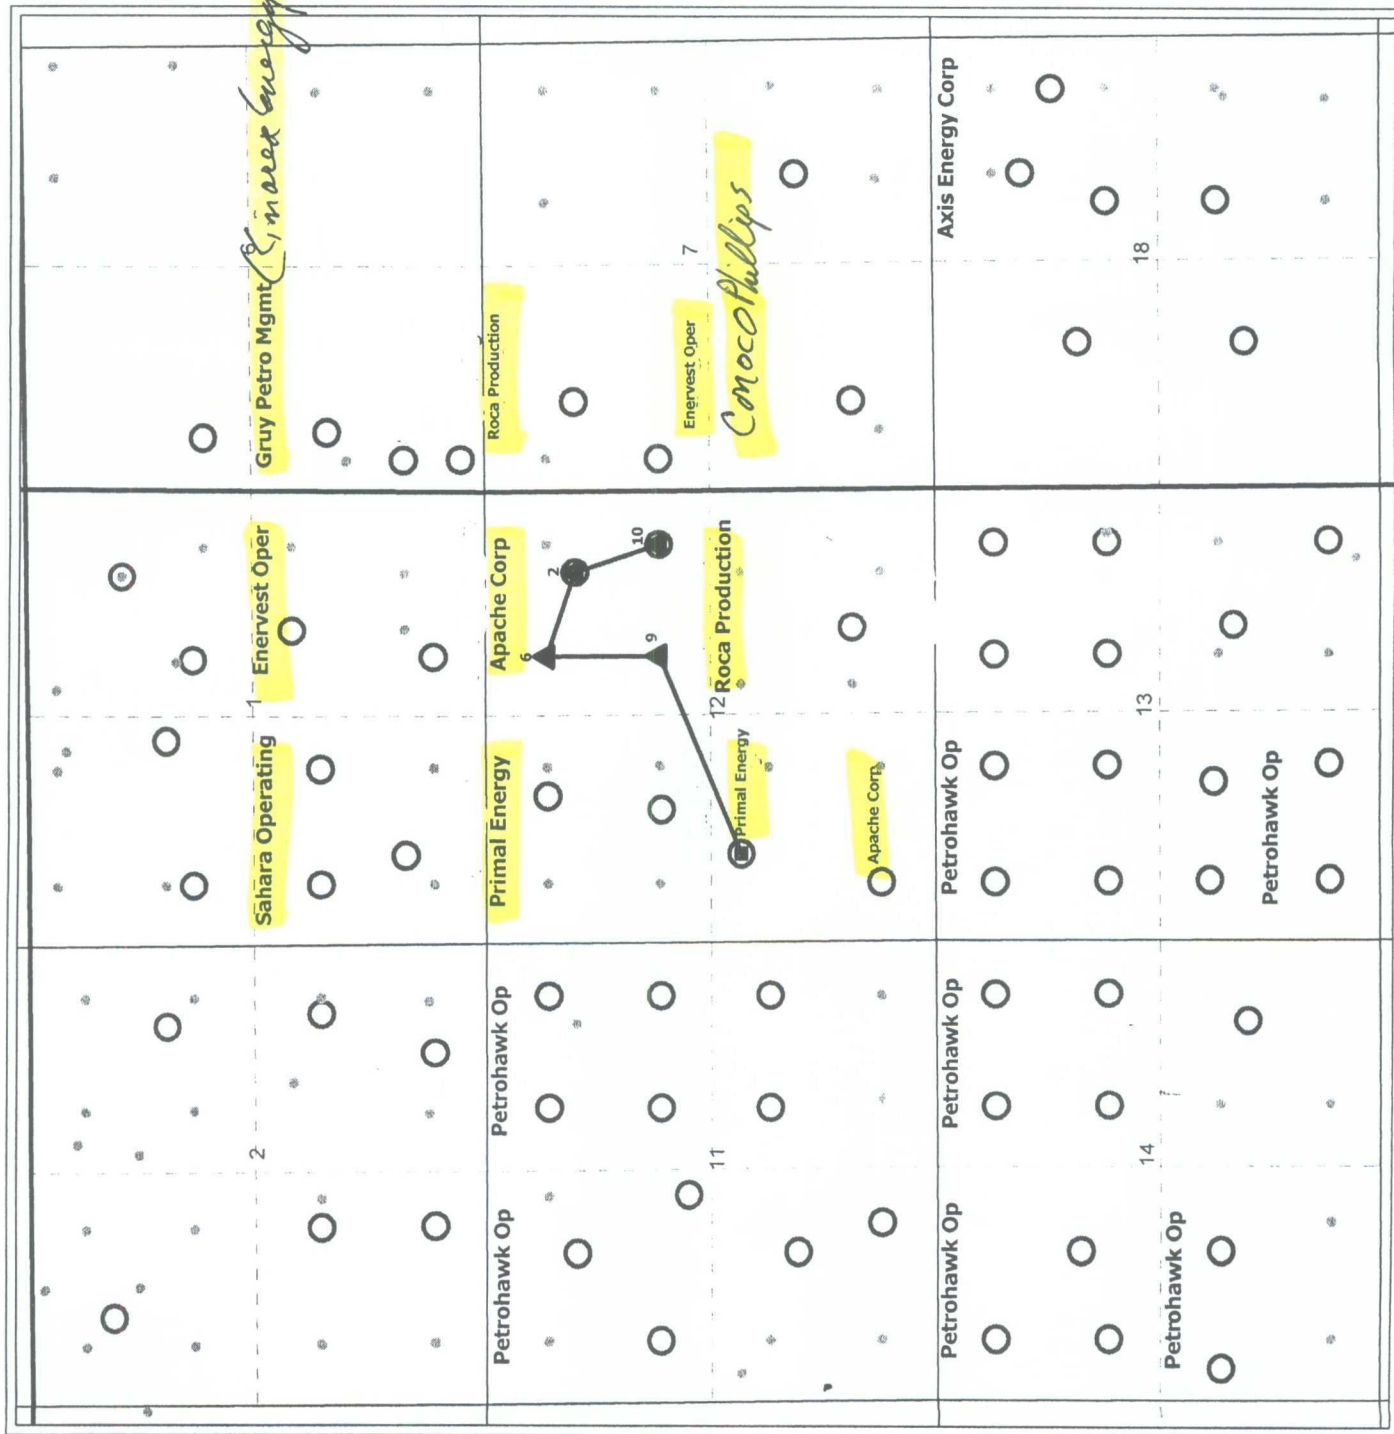 2
1
6
Sahara Operating
Enervest Oper
Gruy Petro Mgmt (Cimarex Energy
Petrohawk Op
Petrohawk Op
Primal Energy
Apache Corp
Roca Production
6
2
10
9
Enervest Oper
11
12
7
Roca Production
Primal Energy
ConocoPhillips
Apache Corp
Petrohawk Op
Petrohawk Op
Petrohawk Op
Axis Energy Corp
14
13
18
Petrohawk Op
Petrohawk Op